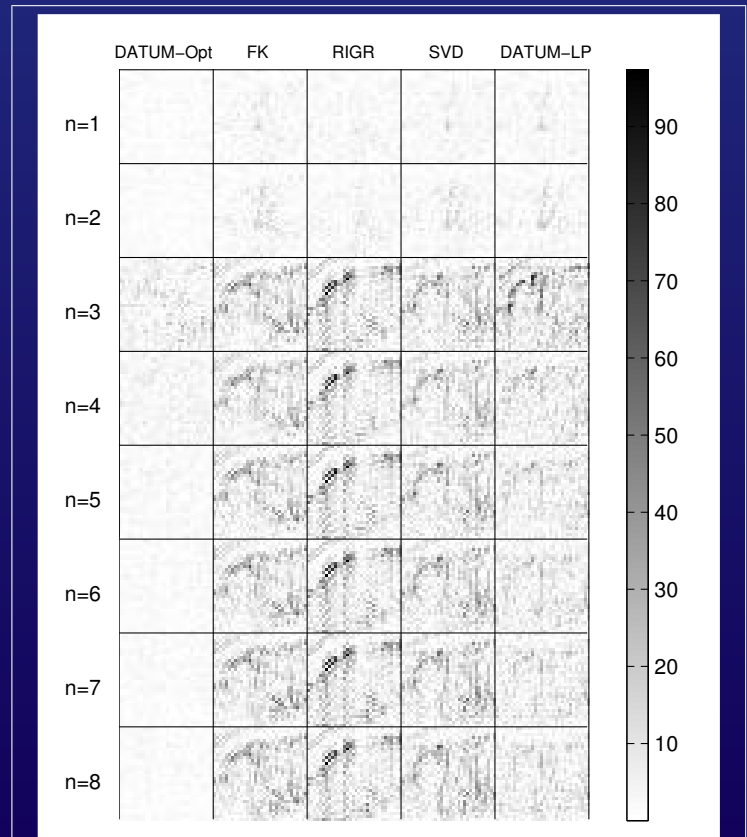 DATUM–Opt FK RIGR SVD DATUM–LP
n=1
n=2
n=3
n=4
n=5
n=6
n=7
n=8
90
80
70
60
50
40
30
20
10